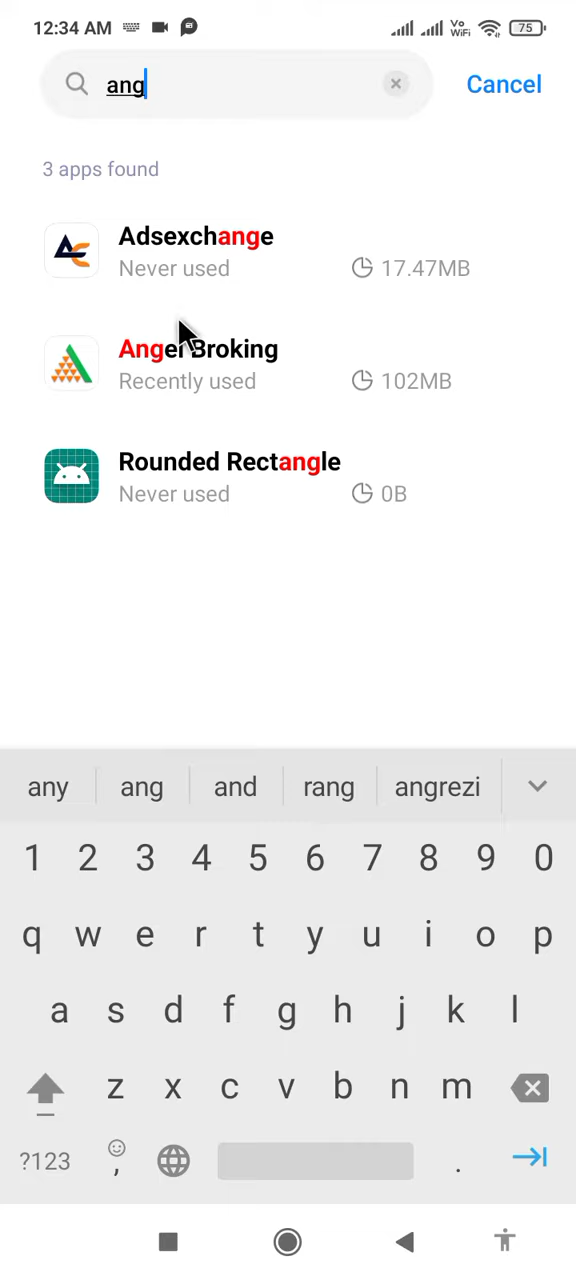 12:34 AM Vo WiFi 75
ang Cancel
3 apps found
Adsexchange
Never used 17.47MB
Angel Broking
Recently used 102MB
Rounded Rectangle
Never used 0B
any ang and rang angrezi
1 2 3 4 5 6 7 8 9 0
q w e r t y u i o p
a s d f g h j k l
z x c v b n m
?123 , .